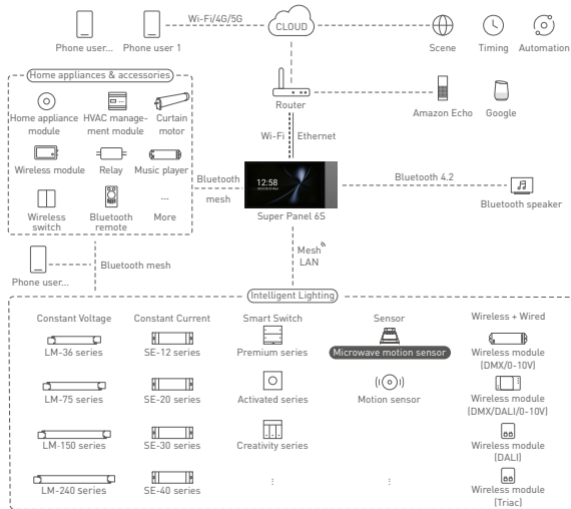 Wi-Fi/4G/5G
CLOUD
Phone user... Phone user 1
Scene Timing Automation
Home appliances & accessories
Router
Amazon Echo Google
Home appliance module
HVAC manage-
ment module
Curtain
motor
Wi-Fi Ethernet
Wireless module Relay Music player
Bluetooth
mesh
12:58
Bluetooth 4.2
Bluetooth speaker
Super Panel 6S
Wireless
switch
Bluetooth
remote
...
More
Mesh
LAN
Bluetooth mesh
Phone user...
Intelligent Lighting
Constant Voltage Constant Current Smart Switch Sensor Wireless + Wired
LM-36 series SE-12 series Premium series Microwave motion sensor Wireless module
(DMX/0-10V)
LM-75 series SE-20 series Activated series Motion sensor Wireless module
(DMX/DALI/0-10V)
LM-150 series SE-30 series Creativity series Wireless module
(DALI)
LM-240 series SE-40 series : : Wireless module
(Triac)